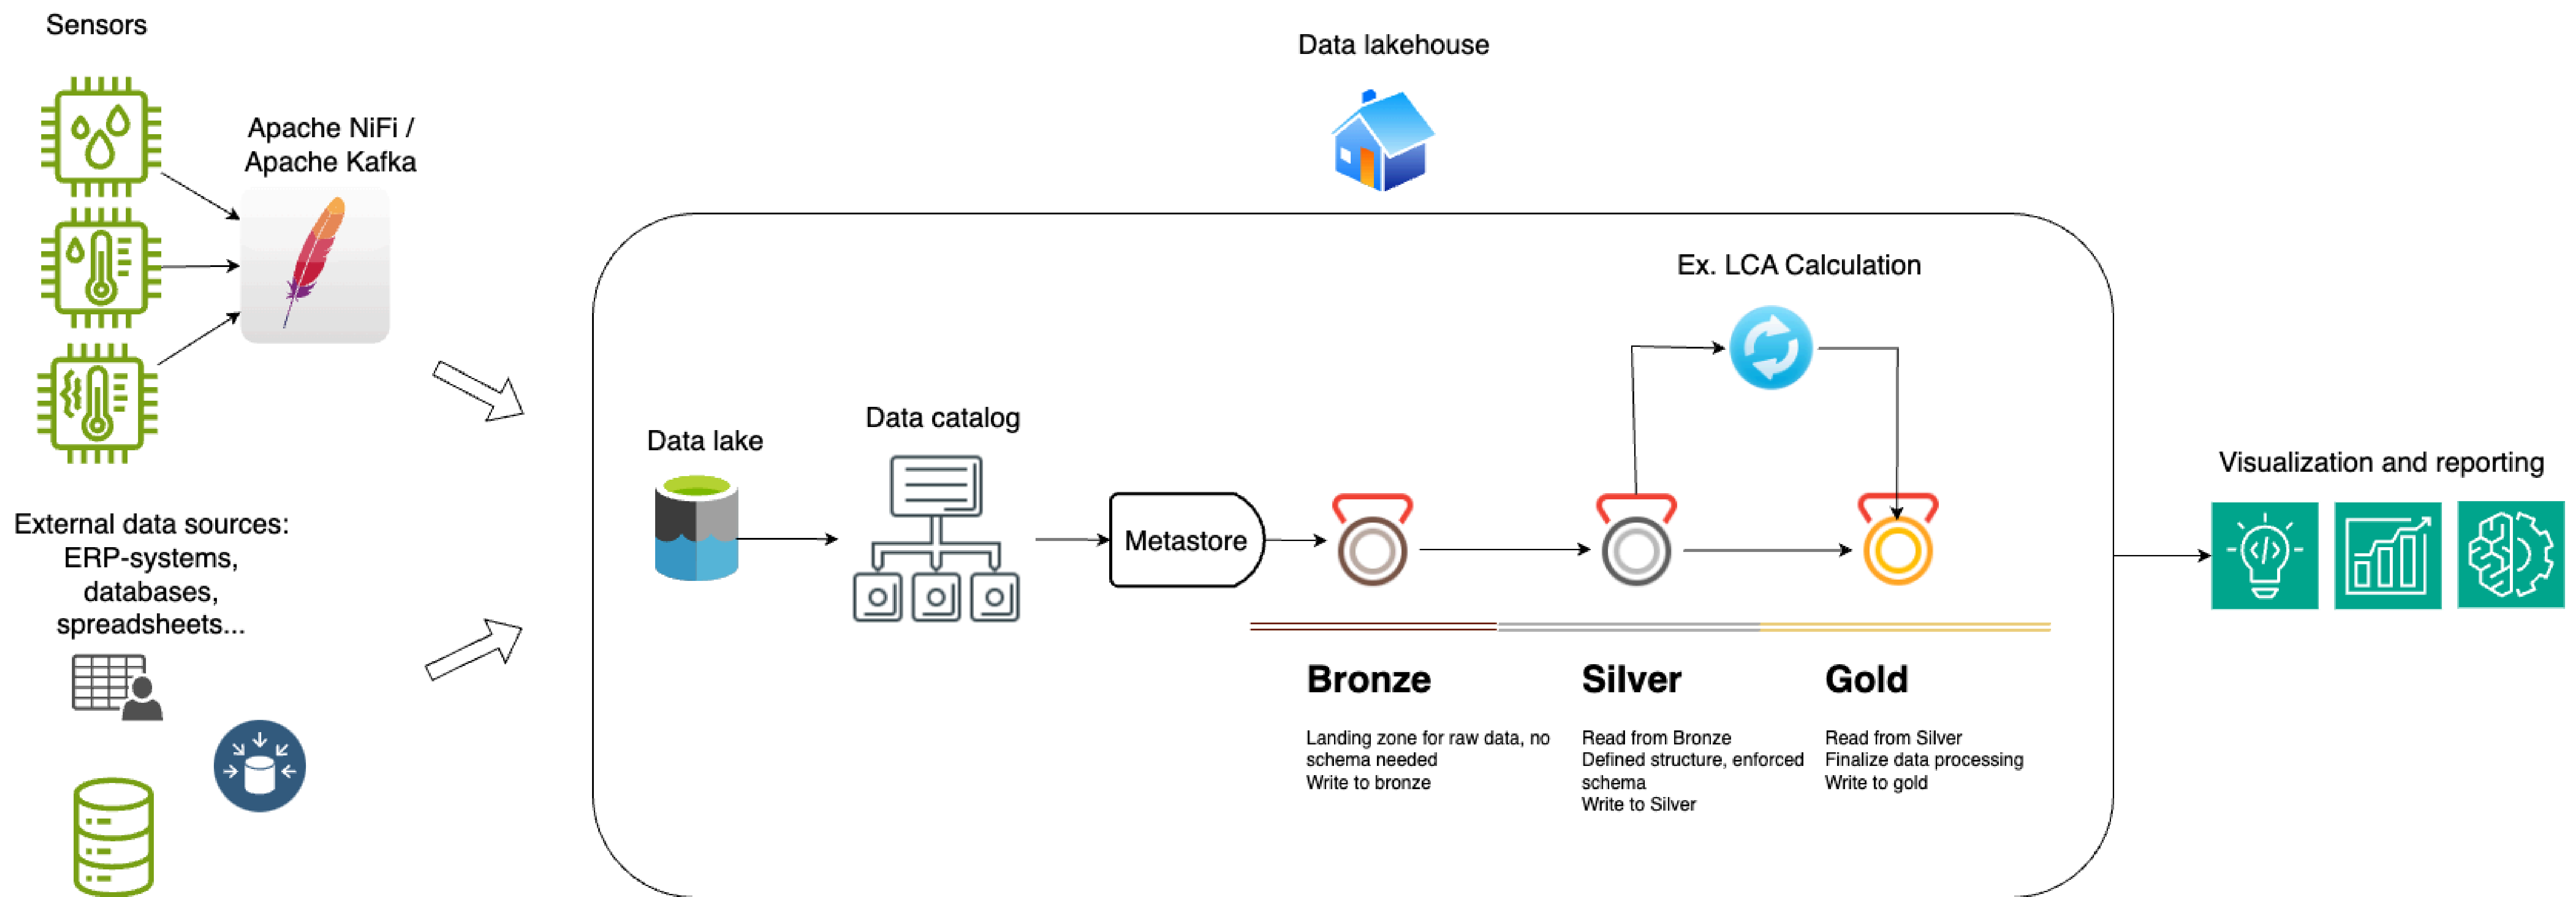 Sensors
Apache NiFi /
Apache Kafka
External data sources:
ERP-systems,
databases,
spreadsheets...
Data lakehouse
Ex. LCA Calculation
Data lake
Data catalog
Metastore
Bronze
Landing zone for raw data, no
schema needed
Write to bronze
Silver
Read from Bronze
Defined structure, enforced
schema
Write to Silver
Gold
Read from Silver
Finalize data processing
Write to gold
Visualization and reporting